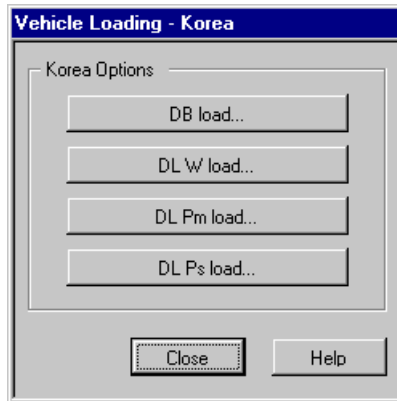 Vehicle Loading - Korea
Korea Options
DB load...
DL W load...
DL Pm load...
DL Ps load...
Close Help